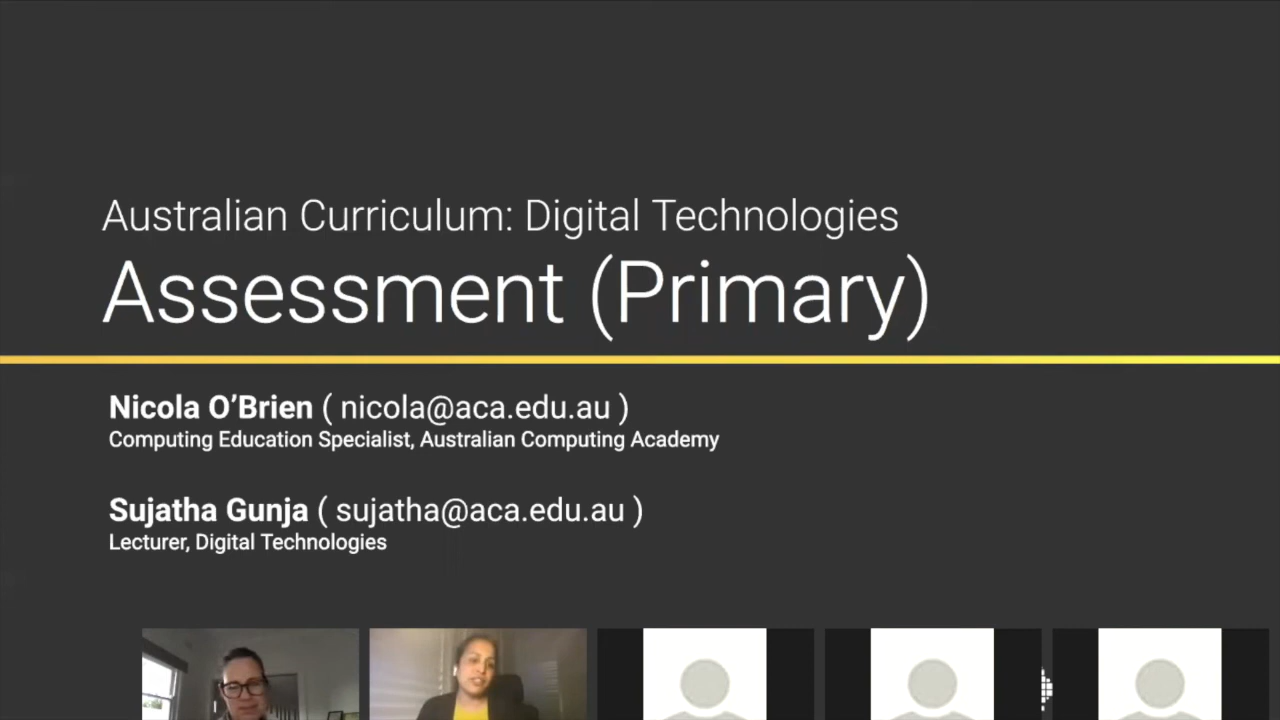 Australian Curriculum: Digital Technologies
Assessment (Primary)
Nicola O’Brien ( nicola@aca.edu.au )
Computing Education Specialist, Australian Computing Academy
Sujatha Gunja ( sujatha@aca.edu.au )
Lecturer, Digital Technologies